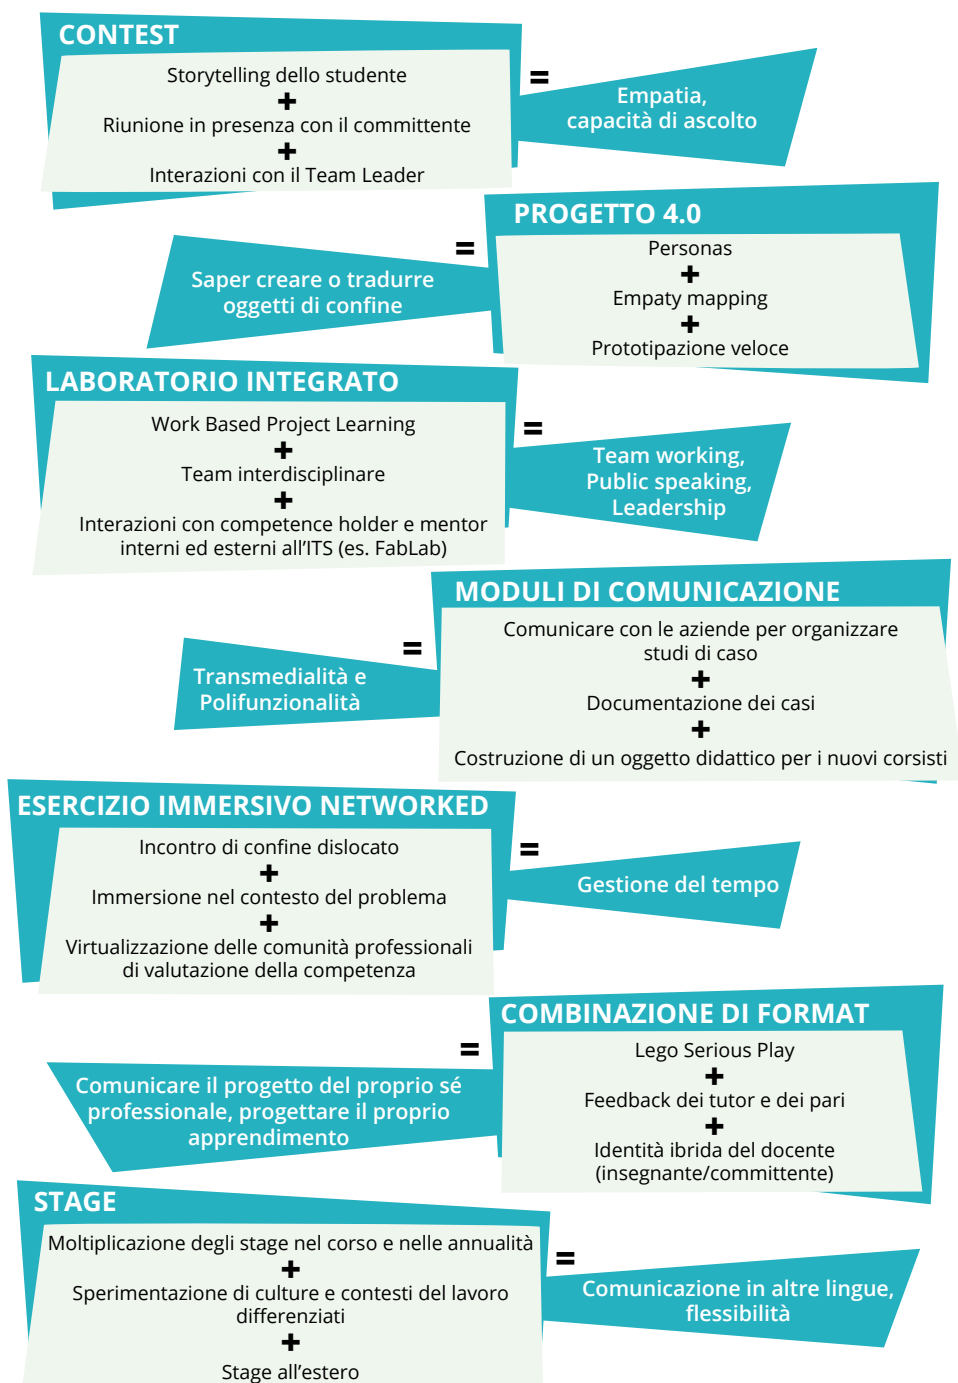 CONTEST
Storytelling dello studente
+
Riunione in presenza con il committente
+
Interazioni con il Team Leader
=
Empatia,
capacità di ascolto
PROGETTO 4.0
Personas
+
Empaty mapping
+
Prototipazione veloce
=
Saper creare o tradurre
oggetti di confine
LABORATORIO INTEGRATO
Work Based Project Learning
+
Team interdisciplinare
+
Interazioni con competence holder e mentor
interni ed esterni all'ITS (es. FabLab)
=
Team working,
Public speaking,
Leadership
MODULI DI COMUNICAZIONE
Comunicare con le aziende per organizzare
studi di caso
+
Documentazione dei casi
+
Costruzione di un oggetto didattico per i nuovi corsisti
=
Transmedialità e
Polifunzionalità
ESERCIZIO IMMERSIVO NETWORKED
Incontro di confine dislocato
+
Immersione nel contesto del problema
+
Virtualizzazione delle comunità professionali
di valutazione della competenza
=
Gestione del tempo
COMBINAZIONE DI FORMAT
Lego Serious Play
+
Feedback dei tutor e dei pari
+
Identità ibrida del docente
(insegnante/committente)
=
Comunicare il progetto del proprio sé
professionale, progettare il proprio
apprendimento
STAGE
Moltiplicazione degli stage nel corso e nelle annualità
+
Sperimentazione di culture e contesti del lavoro
differenziati
+
Stage all'estero
=
Comunicazione in altre lingue,
flessibilità